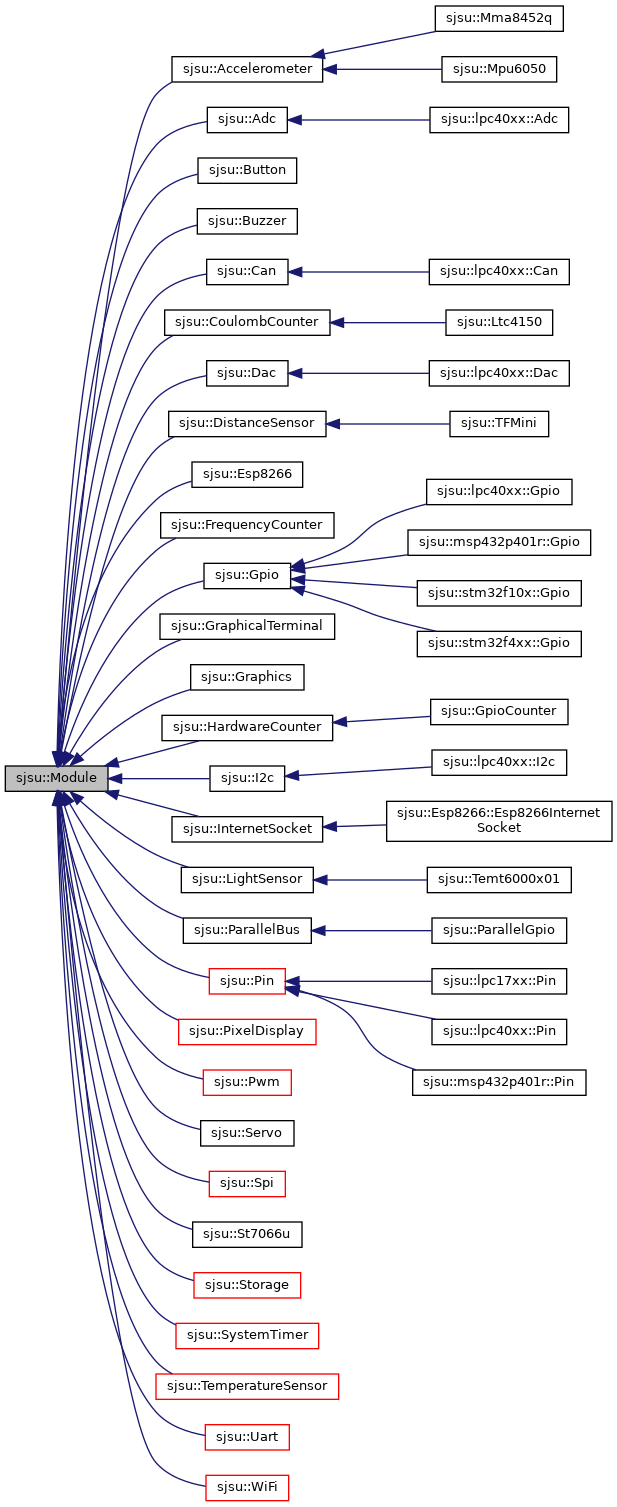 sjsu::Mma8452q
sjsu::Accelerometer
sjsu::Mpu6050
sjsu::Adc
sjsu::lpc40xx::Adc
sjsu::Button
sjsu::Buzzer
sjsu::Can
sjsu::lpc40xx::Can
sjsu::CoulombCounter
sjsu::Ltc4150
sjsu::Dac
sjsu::lpc40xx::Dac
sjsu::DistanceSensor
sjsu::TFMini
sjsu::Esp8266
sjsu::lpc40xx::Gpio
sjsu::FrequencyCounter
sjsu::msp432p401r::Gpio
sjsu::Gpio
sjsu::stm32f10x::Gpio
sjsu::GraphicalTerminal
sjsu::stm32f4xx::Gpio
sjsu::Graphics
sjsu::HardwareCounter
sjsu::GpioCounter
sjsu::Module
sjsu::I2c
sjsu::lpc40xx::I2c
sjsu::InternetSocket
sjsu::Esp8266::Esp8266Internet
Socket
sjsu::LightSensor
sjsu::Temt6000x01
sjsu::ParallelBus
sjsu::ParallelGpio
sjsu::Pin
sjsu::lpc17xx::Pin
sjsu::PixelDisplay
sjsu::lpc40xx::Pin
sjsu::Pwm
sjsu::msp432p401r::Pin
sjsu::Servo
sjsu::Spi
sjsu::St7066u
sjsu::Storage
sjsu::SystemTimer
sjsu::TemperatureSensor
sjsu::Uart
sjsu::WiFi